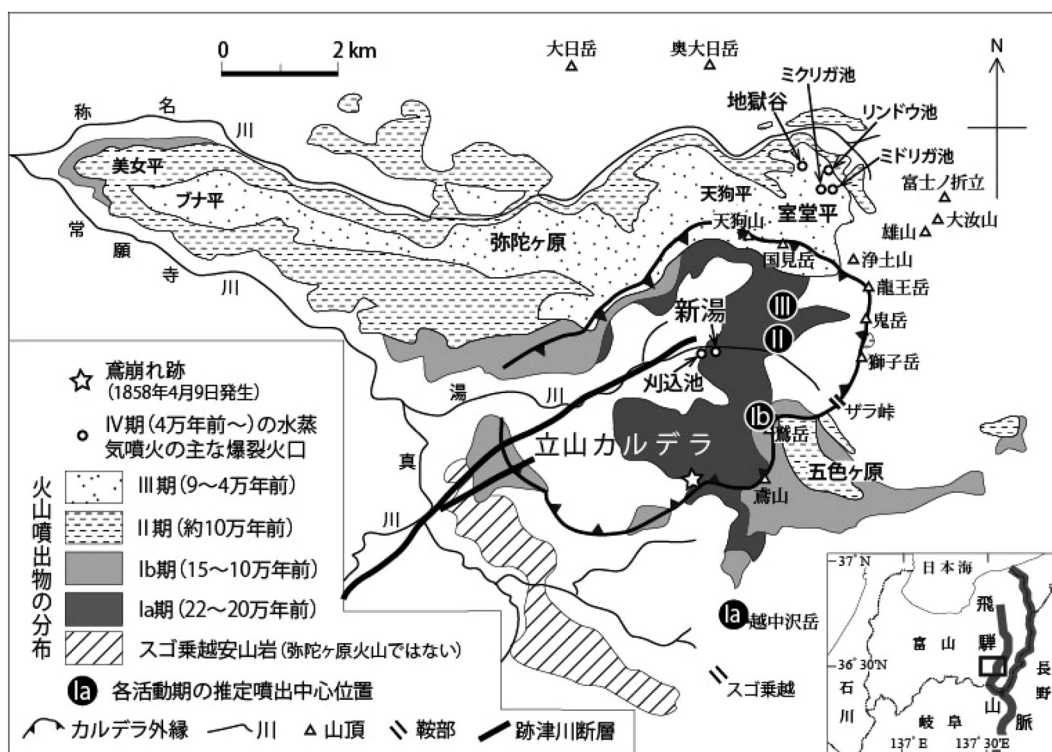 0 2 km
大日岳
奥大日岳
N
ミクリガ池
地獄谷
リンドウ池
ミドリガ池
称名川
美女平
ブナ平
富士ノ折立
天狗平
室堂平
大汝山
天狗山
雄山
弥陀ヶ原
国見岳
浄土山
常願寺川
龍王岳
III
鬼岳
新湯
II
獅子岳
刈込池
湯川
ザラ峠
Ib
鷲岳
立山カルデラ
五色ヶ原
鳶山
真川
Ia
越中沢岳
スゴ乗越
鳶崩れ跡
(1858年4月9日発生)
IV期(4万年前〜)の水蒸
気噴火の主な爆裂火口
火山噴出物の分布
III期(9〜4万年前)
II期(約10万年前)
Ib期(15〜10万年前)
Ia期(22〜20万年前)
スゴ乗越安山岩(弥陀ヶ原火山ではない)
Ia 各活動期の推定噴出中心位置
カルデラ外縁 川 山頂 鞍部 跡津川断層
37°N
日本海
飛騨山脈
富山
36°30'N
長野
石川
岐阜
137°E 137°30'E